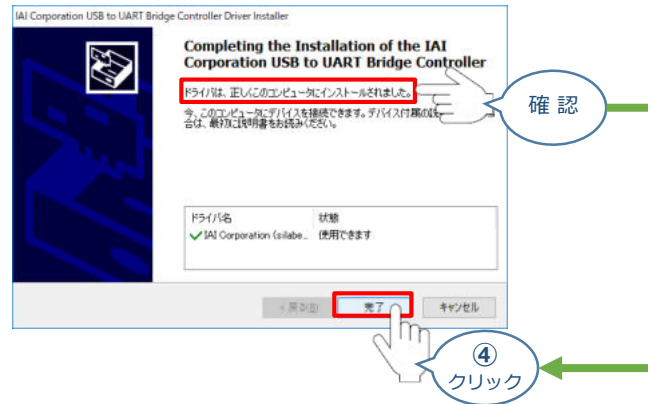 IAI Corporation USB to UART Bridge Controller Driver Installer
Completing the Installation of the IAI
Corporation USB to UART Bridge Controller
ドライバは、正しくこのコンピュータにインストールされました。
確 認
今、このコンピュータにデバイスを接続できます。デバイス付属の
合は、最初に説明書をお読みください。
ドライバ名 状態
IAI Corporation (silabe... 使用できます
< 戻る(B) 完了 キャンセル
④
クリック